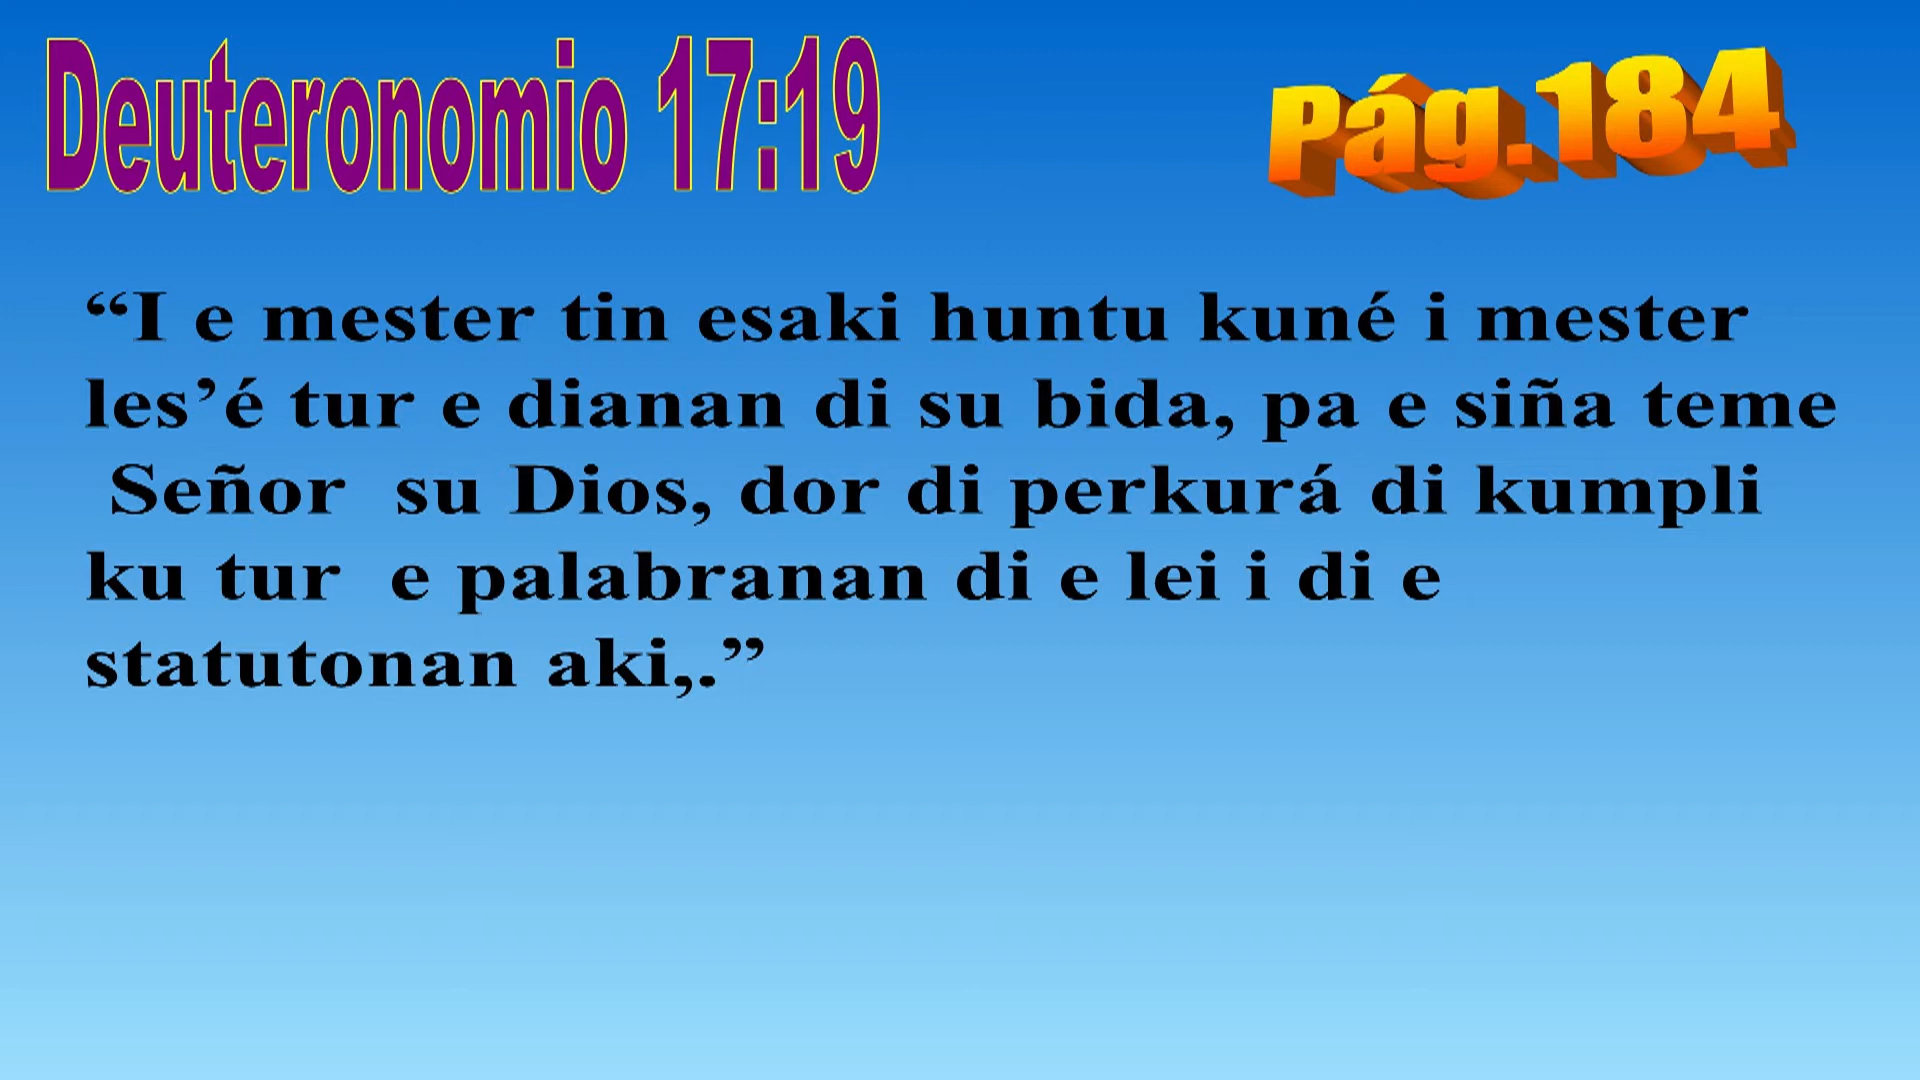 Deuteronomio 17:19
Pág.184
“I e mester tin esaki huntu kuné i mester
les’é tur e dianan di su bida, pa e siña teme
Señor su Dios, dor di perkurá di kumpli
ku tur e palabranan di e lei i di e
statutonan aki,.”